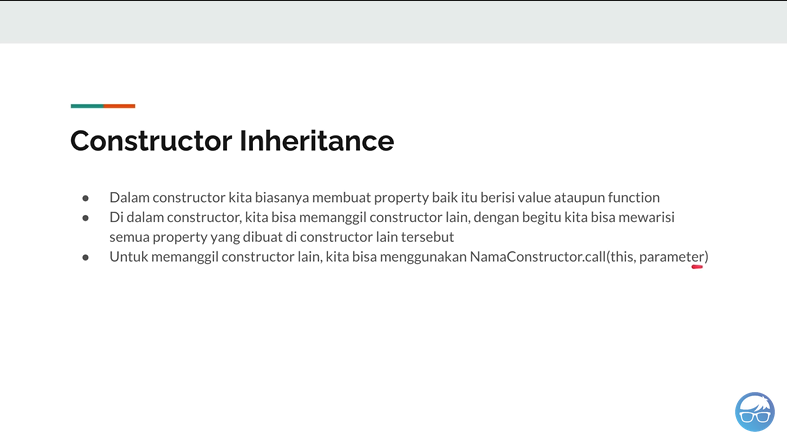 Constructor Inheritance
● Dalam constructor kita biasanya membuat property baik itu berisi value ataupun function
● Di dalam constructor, kita bisa memanggil constructor lain, dengan begitu kita bisa mewarisi
semua property yang dibuat di constructor lain tersebut
● Untuk memanggil constructor lain, kita bisa menggunakan NamaConstructor.call(this, parameter)